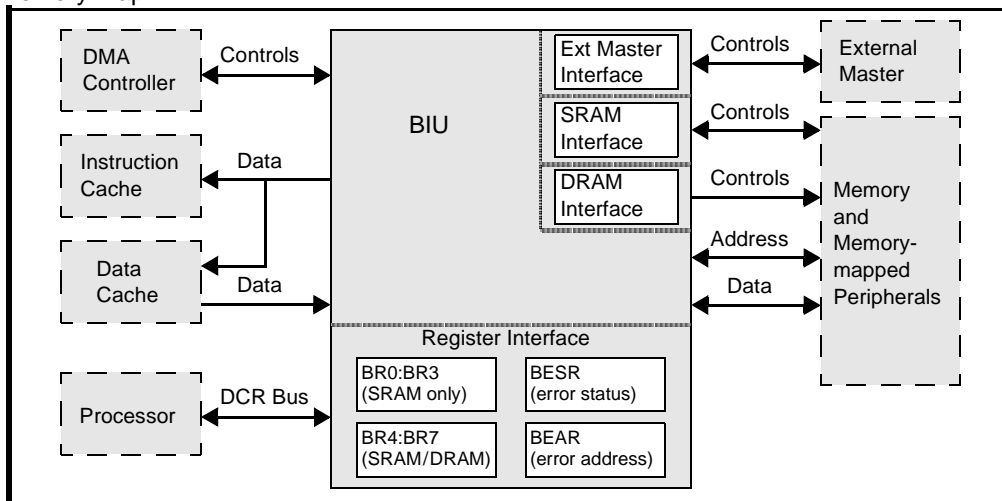 DMA
Controller
Controls
BIU
Ext Master
Interface
Controls
External
Master
SRAM
Interface
Controls
Instruction
Cache
Data
DRAM
Interface
Controls
Memory
and
Memory-
mapped
Peripherals
Address
Data
Data
Cache
Data
Register Interface
BR0:BR3
(SRAM only)
BESR
(error status)
Processor
DCR Bus
BR4:BR7
(SRAM/DRAM)
BEAR
(error address)